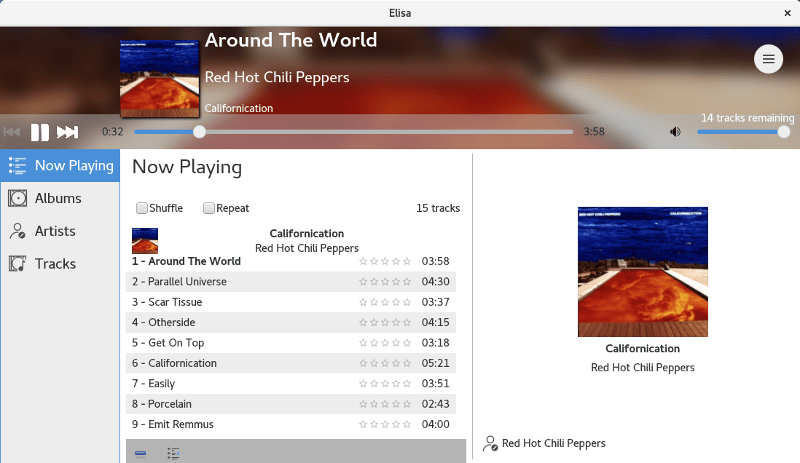 Elisa
Around The World
Red Hot Chili Peppers
Californication
14 tracks remaining
0:32
3:58
Now Playing
Albums
Artists
Tracks
Now Playing
Shuffle
Repeat
15 tracks
Californication
Red Hot Chili Peppers
1 - Around The World 03:58
2 - Parallel Universe 04:30
3 - Scar Tissue 03:37
4 - Otherside 04:15
5 - Get On Top 03:18
6 - Californication 05:21
7 - Easily 03:51
8 - Porcelain 02:43
9 - Emit Remmus 04:00
RED HOT CHILI PEPPERS CALIFORNICATION
Californication
Red Hot Chili Peppers
Red Hot Chili Peppers